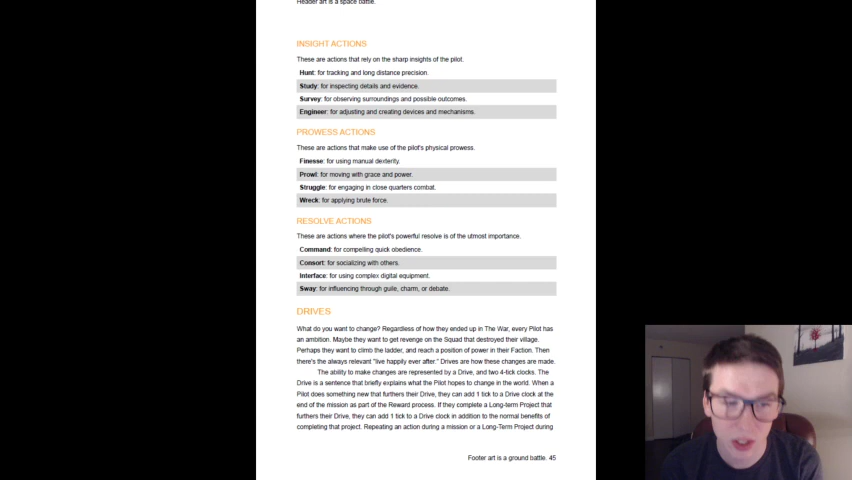 Header art is a space battle.
INSIGHT ACTIONS
These are actions that rely on the sharp insights of the pilot.
Hunt: for tracking and long distance precision.
Study: for inspecting details and evidence.
Survey: for observing surroundings and possible outcomes.
Engineer: for adjusting and creating devices and mechanisms.
PROWESS ACTIONS
These are actions that make use of the pilot's physical prowess.
Finesse: for using manual dexterity.
Prowl: for moving with grace and power.
Struggle: for engaging in close quarters combat.
Wreck: for applying brute force.
RESOLVE ACTIONS
These are actions where the pilot's powerful resolve is of the utmost importance.
Command: for compelling quick obedience.
Consort: for socializing with others.
Interface: for using complex digital equipment.
Sway: for influencing through guile, charm, or debate.
DRIVES
What do you want to change? Regardless of how they ended up in The War, every Pilot has
an ambition. Maybe they want to get revenge on the Squad that destroyed their village.
Perhaps they want to climb the ladder, and reach a position of power in their Faction. Then
there's the always relevant "live happily ever after." Drives are how these changes are made.
The ability to make changes are represented by a Drive, and two 4-tick clocks. The
Drive is a sentence that briefly explains what the Pilot hopes to change in the world. When a
Pilot does something new that furthers their Drive, they can add 1 tick to a Drive clock at the
end of the mission as part of the Reward process. If they complete a Long-term Project that
furthers their Drive, they can add 1 tick to a Drive clock in addition to the normal benefits of
completing that project. Repeating an action during a mission or a Long-Term Project during
Footer art is a ground battle. 45